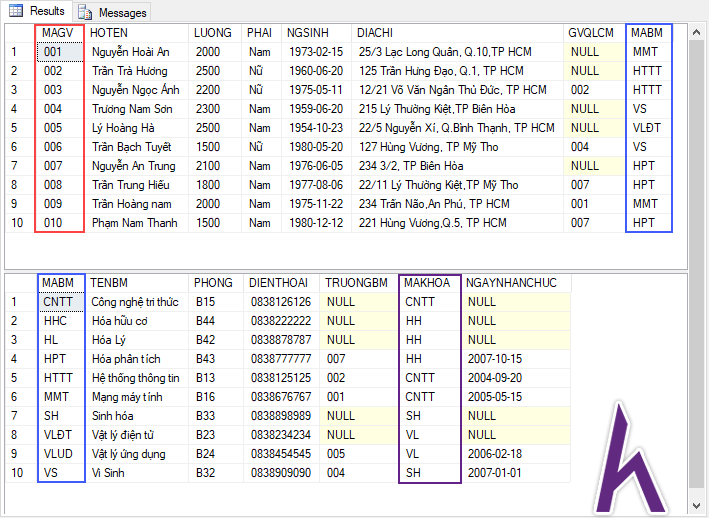 Results Messages
MAGV HOTEN LUONG PHAI NGSINH DIACHI GVQLCM MABM
1 001 Nguyễn Hoài An 2000 Nam 1973-02-15 25/3 Lạc Long Quân, Q.10,TP HCM NULL MMT
2 002 Trần Trà Hương 2500 Nữ 1960-06-20 125 Trần Hưng Đạo, Q.1, TP HCM NULL HTTT
3 003 Nguyễn Ngọc Ánh 2200 Nữ 1975-05-11 12/21 Võ Văn Ngân Thủ Đức, TP HCM 002 HTTT
4 004 Trương Nam Sơn 2300 Nam 1959-06-20 215 Lý Thường Kiệt,TP Biên Hòa NULL VS
5 005 Lý Hoàng Hà 2500 Nam 1954-10-23 22/5 Nguyễn Xí, Q.Bình Thạnh, TP HCM NULL VLĐT
6 006 Trần Bạch Tuyết 1500 Nữ 1980-05-20 127 Hùng Vương, TP Mỹ Tho 004 VS
7 007 Nguyễn An Trung 2100 Nam 1976-06-05 234 3/2, TP Biên Hòa NULL HPT
8 008 Trần Trung Hiếu 1800 Nam 1977-08-06 22/11 Lý Thường Kiệt,TP Mỹ Tho 007 HPT
9 009 Trần Hoàng nam 2000 Nam 1975-11-22 234 Trấn Não,An Phú, TP HCM 001 MMT
10 010 Phạm Nam Thanh 1500 Nam 1980-12-12 221 Hùng Vương,Q.5, TP HCM 007 HPT
MABM TENBM PHONG DIENTHOAI TRUONGBM MAKHOA NGAYNHANCHUC
1 CNTT Công nghệ tri thức B15 0838126126 NULL CNTT NULL
2 HHC Hóa hữu cơ B44 0838222222 NULL HH NULL
3 HL Hóa Lý B42 0838878787 NULL HH NULL
4 HPT Hóa phân tích B43 0838777777 007 HH 2007-10-15
5 HTTT Hệ thống thông tin B13 0838125125 002 CNTT 2004-09-20
6 MMT Mạng máy tính B16 0838676767 001 CNTT 2005-05-15
7 SH Sinh hóa B33 0838898989 NULL SH NULL
8 VLĐT Vật lý điện tử B23 0838234234 NULL VL NULL
9 VLUD Vật lý ứng dụng B24 0838454545 005 VL 2006-02-18
10 VS Vi Sinh B32 0838909090 004 SH 2007-01-01